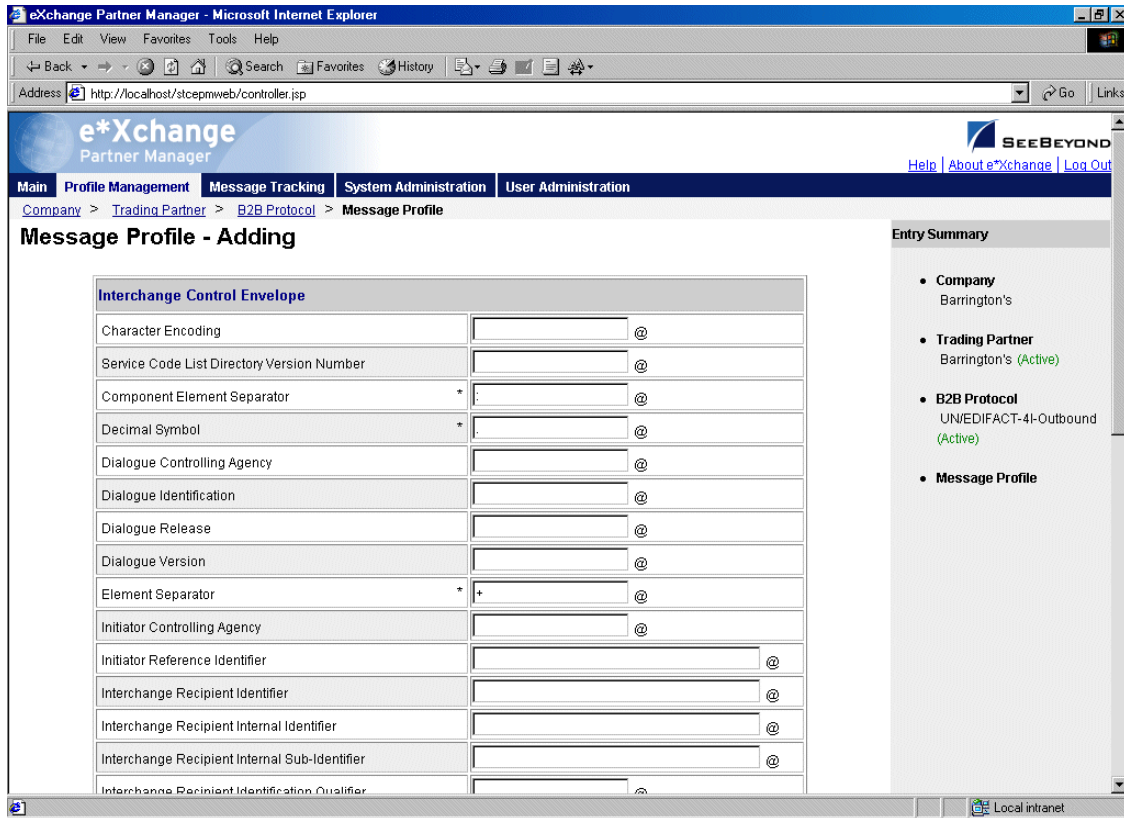 eXchange Partner Manager - Microsoft Internet Explorer
File Edit View Favorites Tools Help
Back Search Favorites History
Address http://localhost/stcepmweb/controller.jsp Go Links
e*Xchange
Partner Manager
SEEBEYOND
Help | About e*Xchange | Log Out
Main Profile Management Message Tracking System Administration User Administration
Company > Trading Partner > B2B Protocol > Message Profile
Message Profile - Adding
Interchange Control Envelope
Character Encoding @
Service Code List Directory Version Number @
Component Element Separator * : @
Decimal Symbol * . @
Dialogue Controlling Agency @
Dialogue Identification @
Dialogue Release @
Dialogue Version @
Element Separator * + @
Initiator Controlling Agency @
Initiator Reference Identifier @
Interchange Recipient Identifier @
Interchange Recipient Internal Identifier @
Interchange Recipient Internal Sub-Identifier @
Interchange Recipient Identification Qualifier @
Entry Summary
• Company
Barrington's
• Trading Partner
Barrington's (Active)
• B2B Protocol
UN/EDIFACT-4I-Outbound
(Active)
• Message Profile
Local intranet